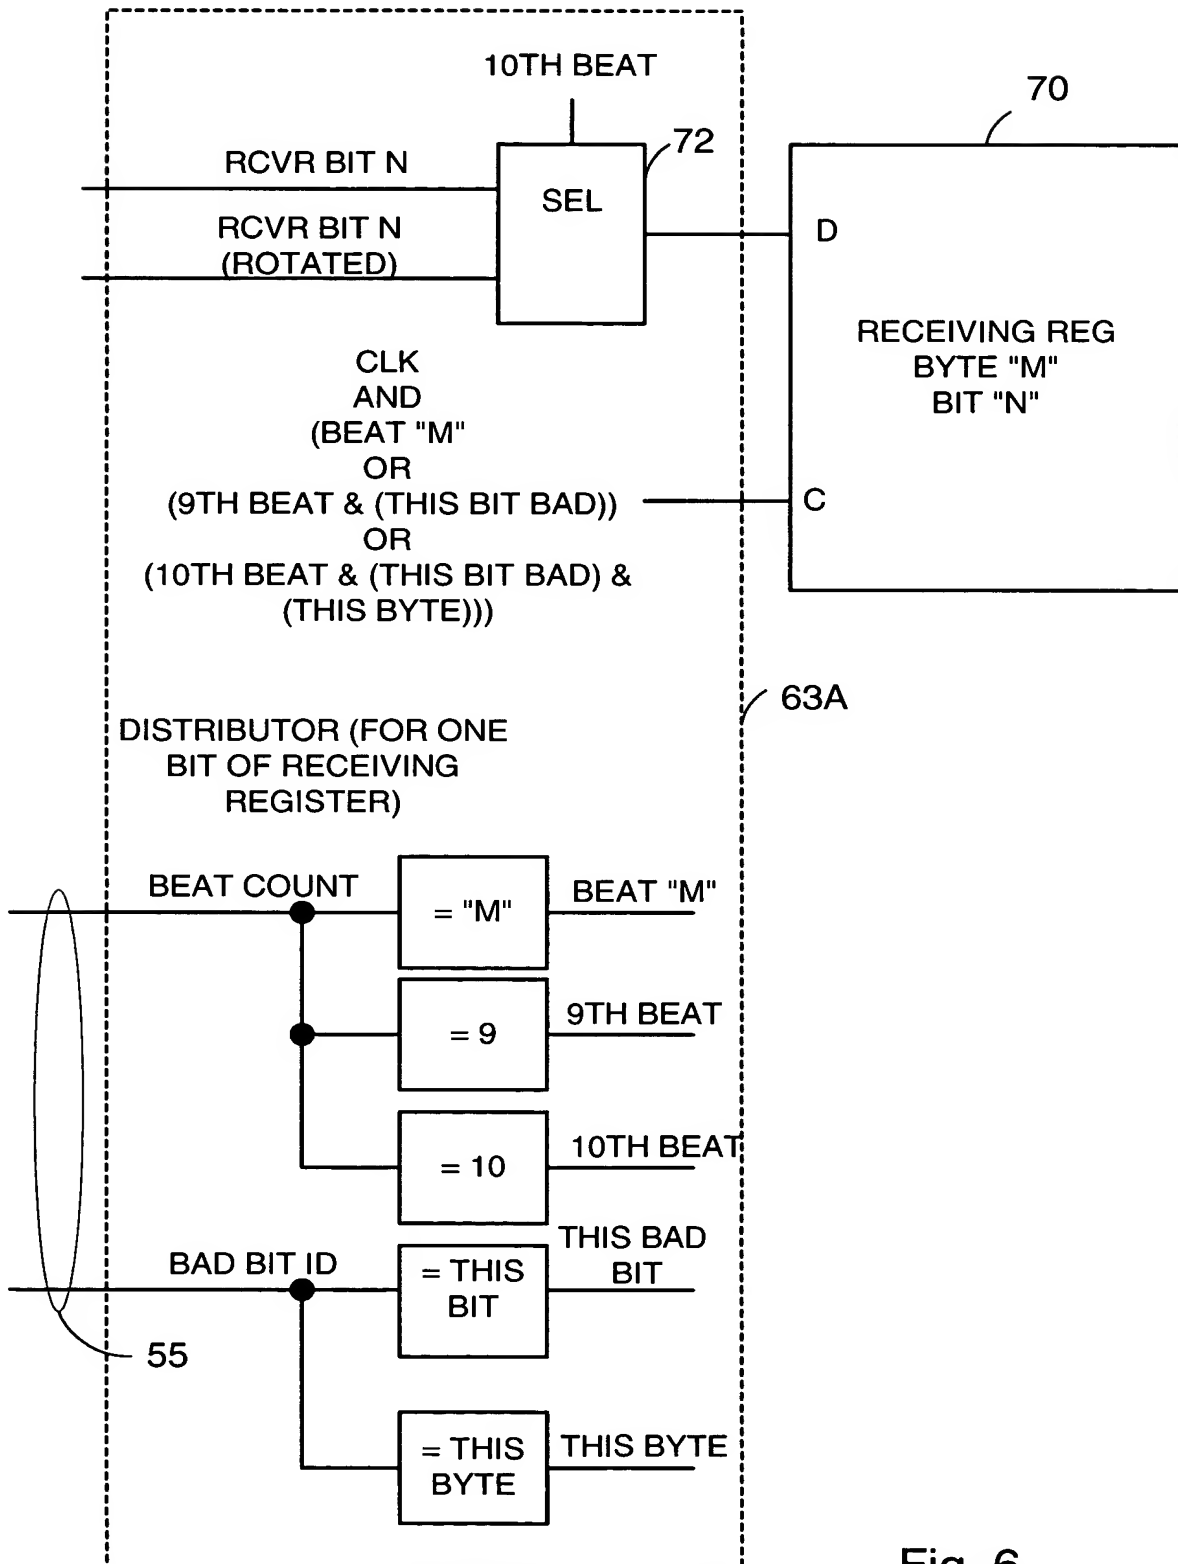 10TH BEAT
70
72
RCVR BIT N
SEL
RCVR BIT N
(ROTATED)
D
RECEIVING REG
BYTE "M"
BIT "N"
CLK
AND
(BEAT "M"
OR
(9TH BEAT & (THIS BIT BAD))
OR
(10TH BEAT & (THIS BIT BAD) &
(THIS BYTE)))
C
63A
DISTRIBUTOR (FOR ONE
BIT OF RECEIVING
REGISTER)
BEAT COUNT
= "M"
BEAT "M"
= 9
9TH BEAT
= 10
10TH BEAT
BAD BIT ID
= THIS
BIT
THIS BAD
BIT
55
= THIS
BYTE
THIS BYTE
Fig. 6